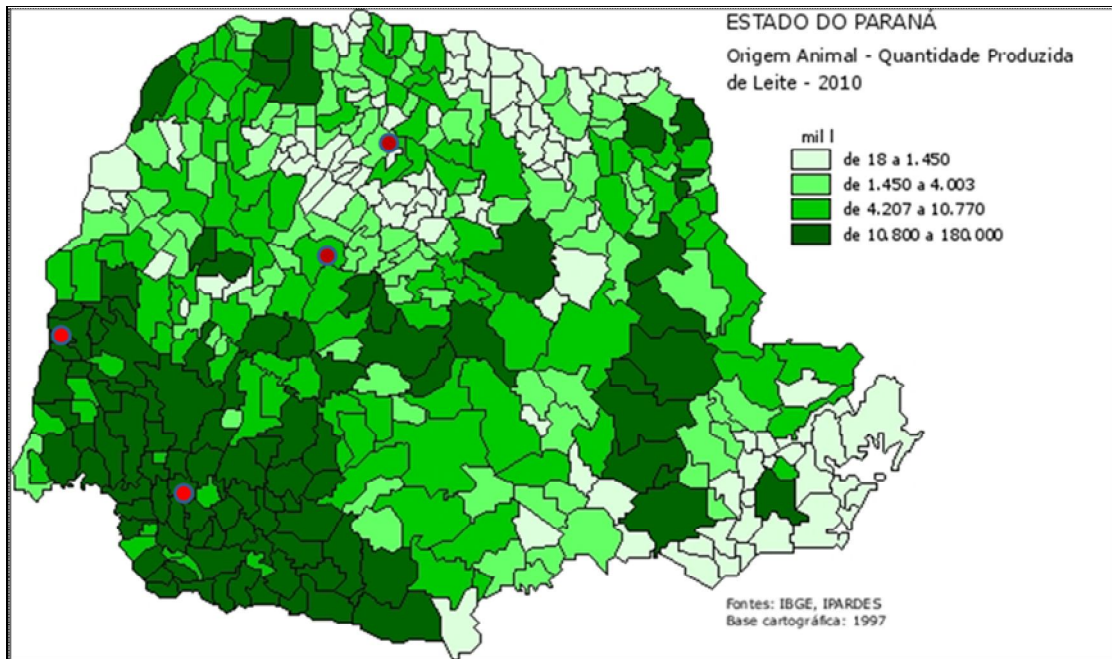 ESTADO DO PARANÁ
Origem Animal - Quantidade Produzida
de Leite - 2010
mil l
de 18 a 1.450
de 1.450 a 4.003
de 4.207 a 10.770
de 10.800 a 180.000
Fontes: IBGE, IPARDES
Base cartográfica: 1997